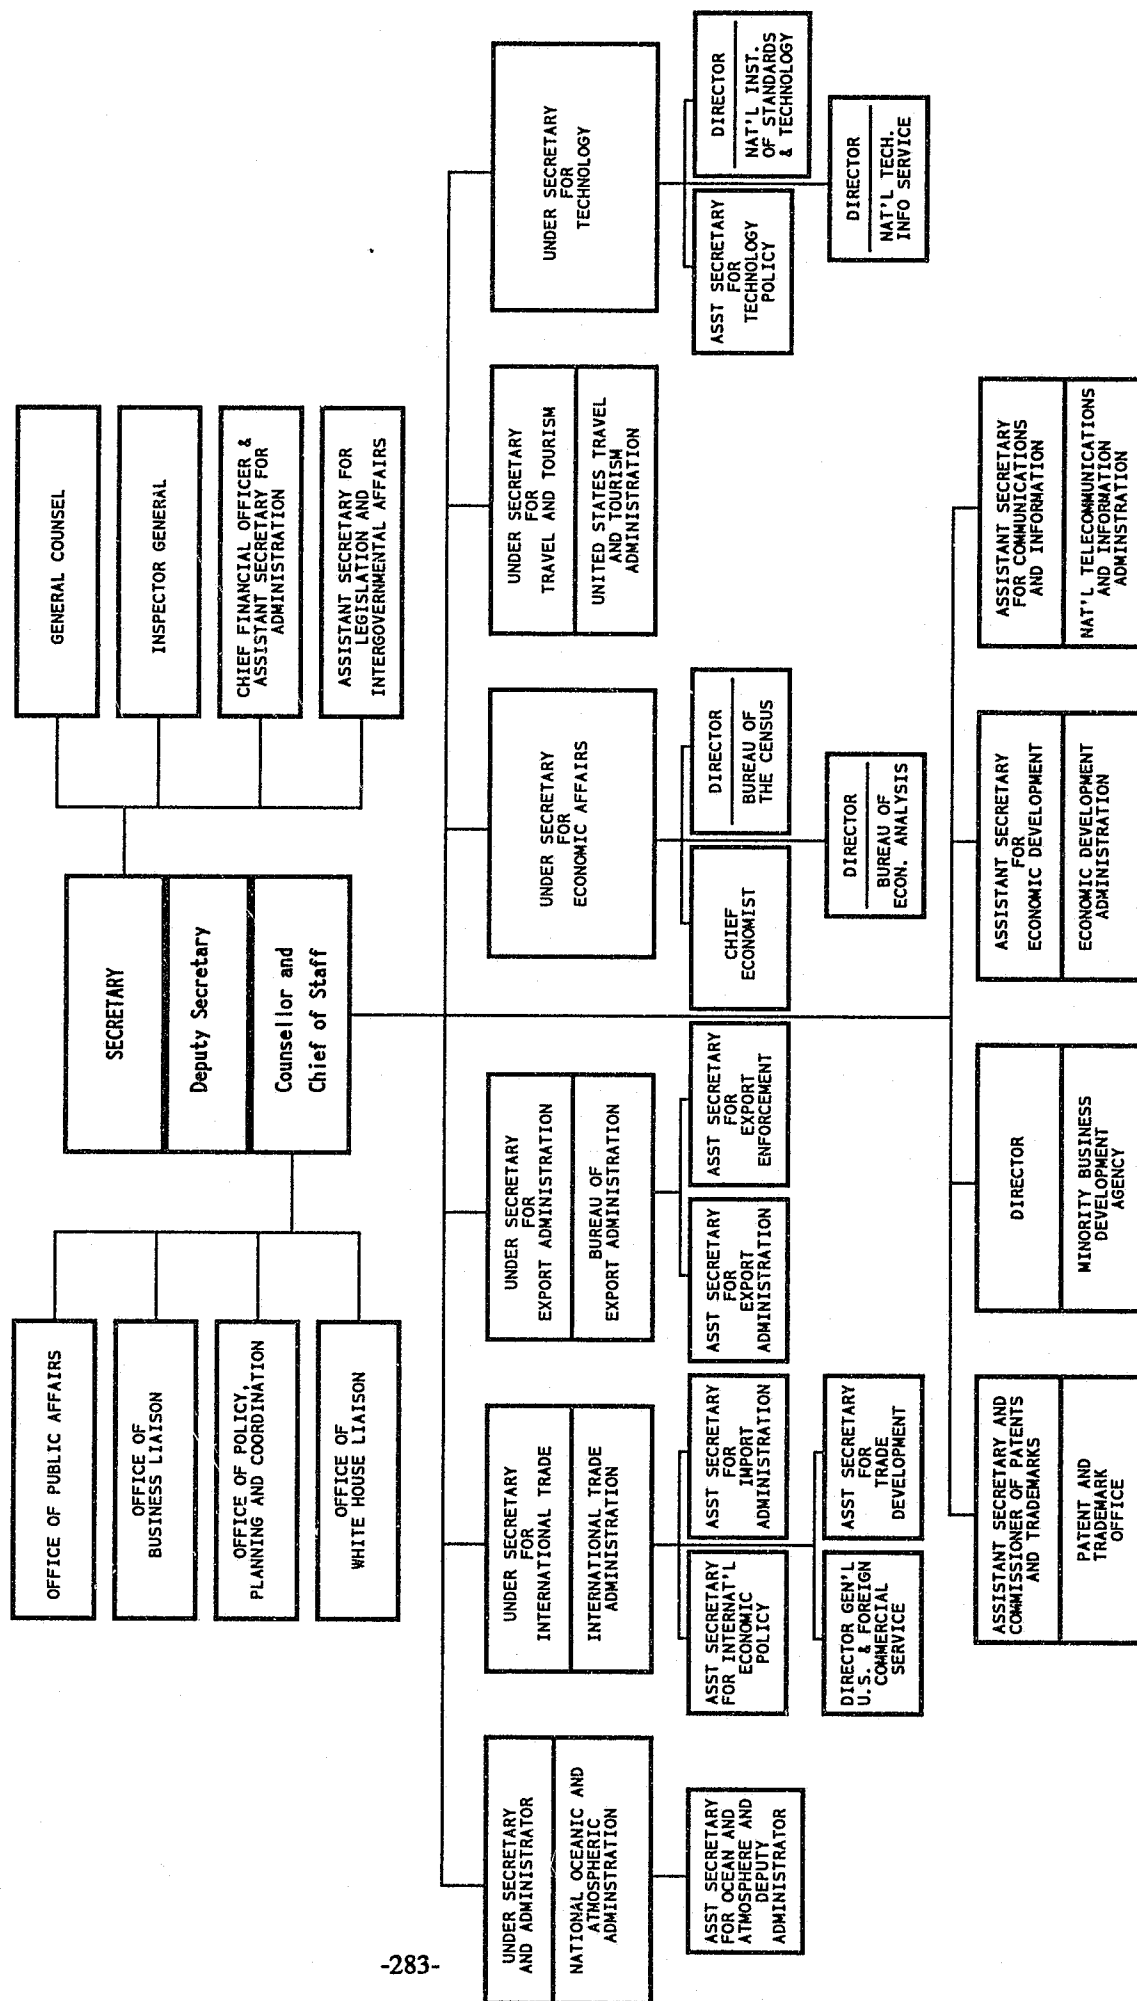 OFFICE OF PUBLIC AFFAIRS
OFFICE OF
BUSINESS LIAISON
OFFICE OF POLICY,
PLANNING AND COORDINATION
OFFICE OF
WHITE HOUSE LIAISON
SECRETARY
Deputy Secretary
Counsellor and
Chief of Staff
GENERAL COUNSEL
INSPECTOR GENERAL
CHIEF FINANCIAL OFFICER &
ASSISTANT SECRETARY FOR
ADMINISTRATION
ASSISTANT SECRETARY FOR
LEGISLATION AND
INTERGOVERNMENTAL AFFAIRS
UNDER SECRETARY
AND ADMINISTRATOR
NATIONAL OCEANIC AND
ATMOSPHERIC
ADMINSTRATION
ASST SECRETARY
FOR OCEAN AND
ATMOSPHERE AND
DEPUTY
ADMINISTRATOR
UNDER SECRETARY
FOR
INTERNATIONAL TRADE
INTERNATIONAL TRADE
ADMINISTRATION
ASST SECRETARY
FOR INTERNAT'L
ECONOMIC
POLICY
ASST SECRETARY
FOR
IMPORT
ADMINISTRATION
DIRECTOR GEN'L
U.S. & FOREIGN
COMMERCIAL
SERVICE
ASST SECRETARY
FOR
TRADE
DEVELOPMENT
UNDER SECRETARY
FOR
EXPORT ADMINISTRATION
BUREAU OF
EXPORT ADMINISTRATION
ASST SECRETARY
FOR
EXPORT
ADMINISTRATION
ASST SECRETARY
FOR
EXPORT
ENFORCEMENT
UNDER SECRETARY
FOR
ECONOMIC AFFAIRS
CHIEF
ECONOMIST
DIRECTOR
BUREAU OF
THE CENSUS
DIRECTOR
BUREAU OF
ECON. ANALYSIS
UNDER SECRETARY
FOR
TRAVEL AND TOURISM
UNITED STATES TRAVEL
AND TOURISM
ADMINISTRATION
UNDER SECRETARY
FOR
TECHNOLOGY
ASST SECRETARY
FOR
TECHNOLOGY
POLICY
DIRECTOR
NAT'L INST.
OF STANDARDS
& TECHNOLOGY
DIRECTOR
NAT'L TECH.
INFO SERVICE
ASSISTANT SECRETARY AND
COMMISSIONER OF PATENTS
AND TRADEMARKS
PATENT AND
TRADEMARK
OFFICE
DIRECTOR
MINORITY BUSINESS
DEVELOPMENT
AGENCY
ASSISTANT SECRETARY
FOR
ECONOMIC DEVELOPMENT
ECONOMIC DEVELOPMENT
ADMINISTRATION
ASSISTANT SECRETARY
FOR COMMUNICATIONS
AND INFORMATION
NAT'L TELECOMMUNICATIONS
AND INFORMATION
ADMINSTRATION
-283-